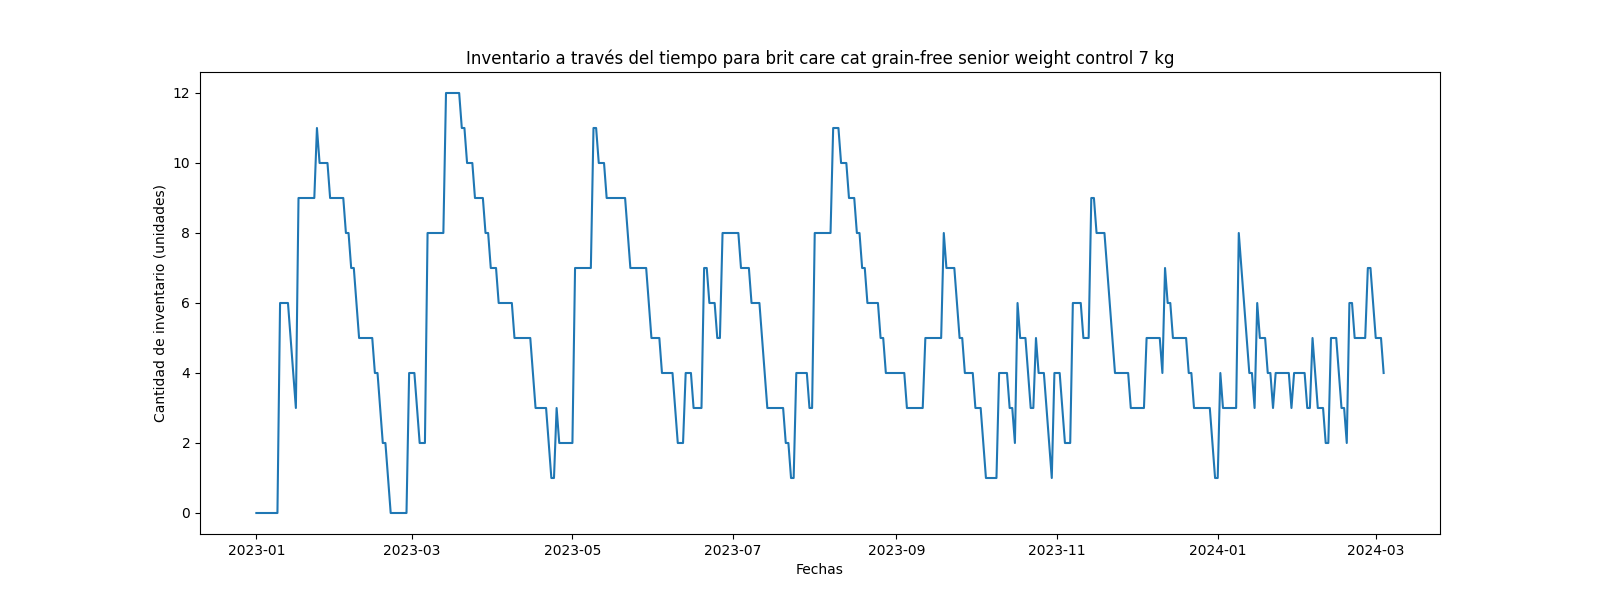 Inventario a través del tiempo para brit care cat grain-free senior weight control 7 kg
Cantidad de inventario (unidades)
12
10
8
6
4
2
0
2023-01 2023-03 2023-05 2023-07 2023-09 2023-11 2024-01 2024-03
Fechas